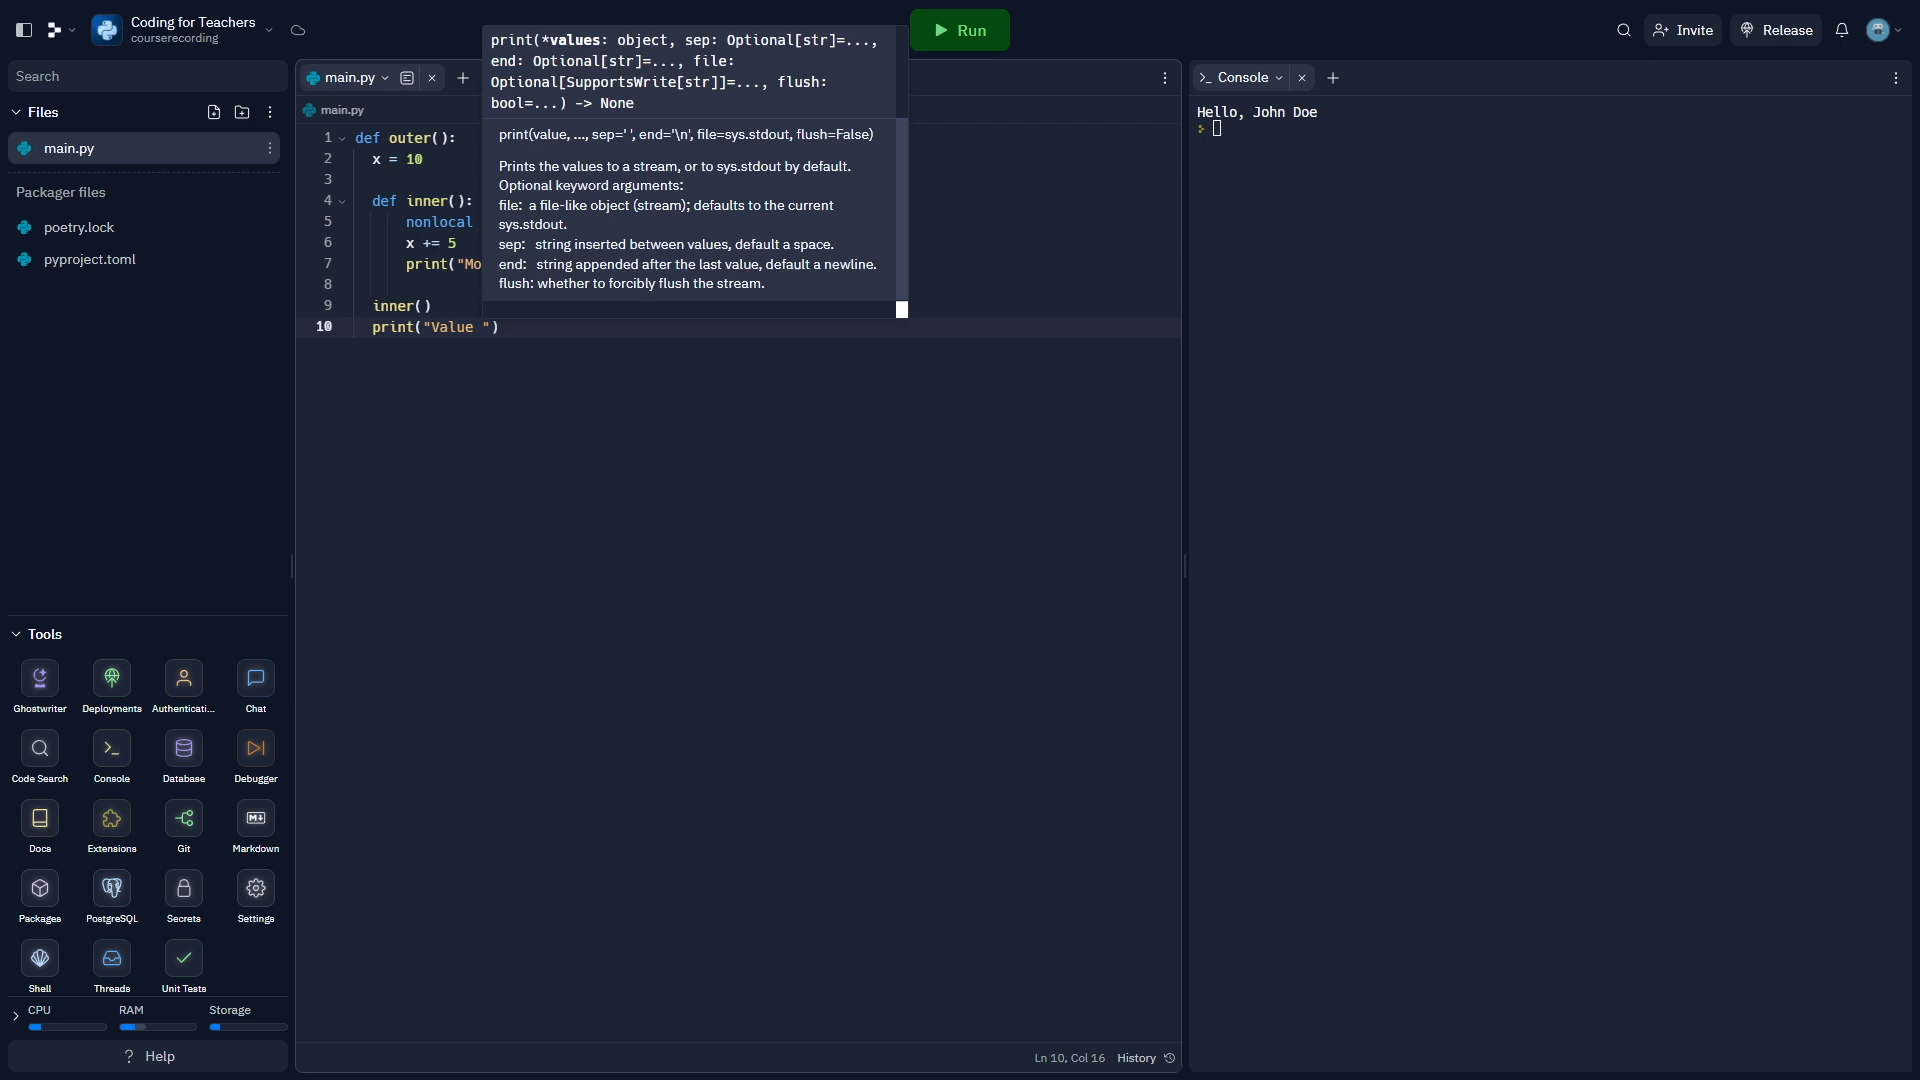 Coding for Teachers
courserecording
Run
Invite
Release
Search
Files
main.py
Packager files
poetry.lock
pyproject.toml
Tools
Ghostwriter
Deployments
Authenticati...
Chat
Code Search
Console
Database
Debugger
Docs
Extensions
Git
Markdown
Packages
PostgreSQL
Secrets
Settings
Shell
Threads
Unit Tests
CPU
RAM
Storage
? Help
main.py
main.py
1 def outer():
2 x = 10
3
4 def inner():
5 nonlocal
6 x += 5
7 print("Mo
8
9 inner()
10 print("Value ")
print(*values: object, sep: Optional[str]=...,
end: Optional[str]=..., file:
Optional[SupportsWrite[str]]=..., flush:
bool=...) -> None
print(value, ..., sep=' ', end='\n', file=sys.stdout, flush=False)
Prints the values to a stream, or to sys.stdout by default.
Optional keyword arguments:
file: a file-like object (stream); defaults to the current
sys.stdout.
sep: string inserted between values, default a space.
end: string appended after the last value, default a newline.
flush: whether to forcibly flush the stream.
Ln 10, Col 16 History
Console
Hello, John Doe